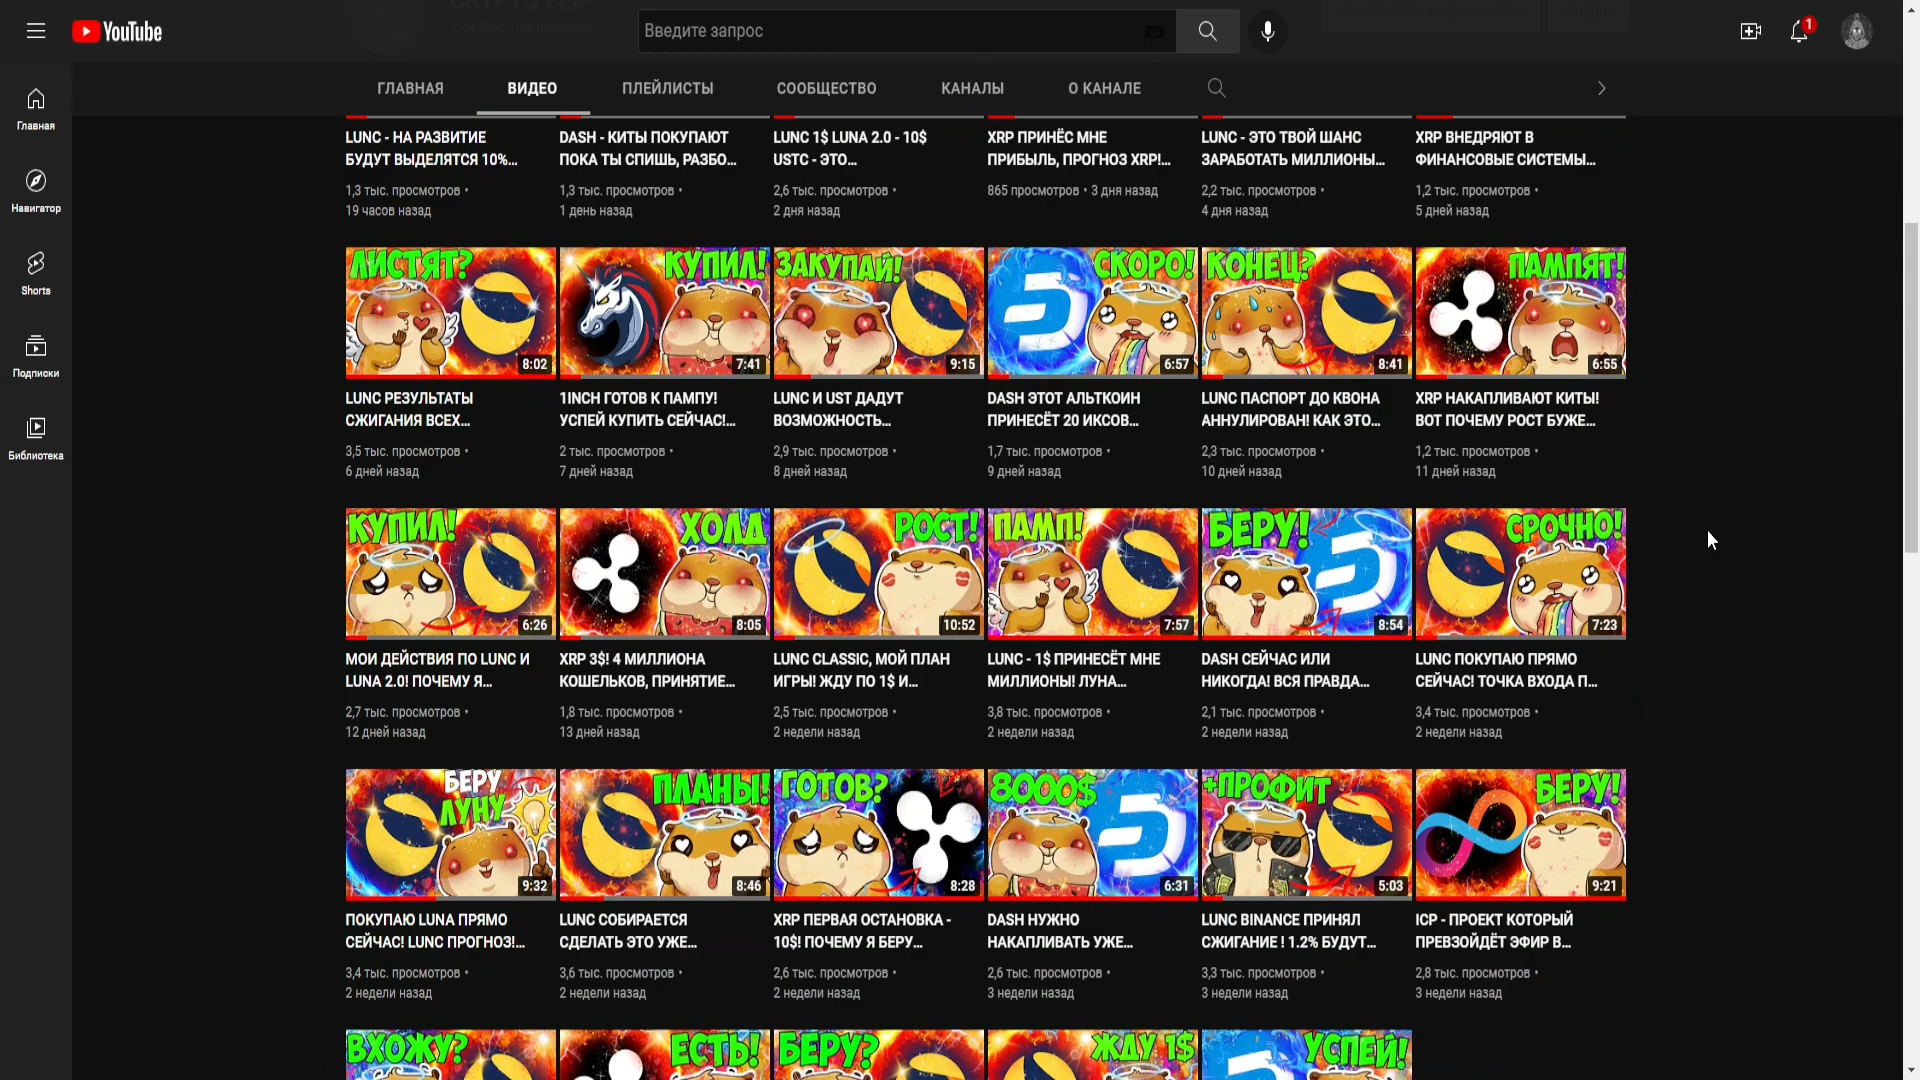 YouTube
Введите запрос
1
ГЛАВНАЯ
ВИДЕО
ПЛЕЙЛИСТЫ
СООБЩЕСТВО
КАНАЛЫ
О КАНАЛЕ
Главная
Навигатор
Shorts
Подписки
Библиотека
LUNC - НА РАЗВИТИЕ
БУДУТ ВЫДЕЛЯТСЯ 10%...
1,3 тыс. просмотров •
19 часов назад
DASH - КИТЫ ПОКУПАЮТ
ПОКА ТЫ СПИШЬ, РАЗБО...
1,3 тыс. просмотров •
1 день назад
LUNC 1$ LUNA 2.0 - 10$
USTC - ЭТО...
2,6 тыс. просмотров •
2 дня назад
XRP ПРИНЁС МНЕ
ПРИБЫЛЬ, ПРОГНОЗ XRP!...
865 просмотров • 3 дня назад
LUNC - ЭТО ТВОЙ ШАНС
ЗАРАБОТАТЬ МИЛЛИОНЫ...
2,2 тыс. просмотров •
4 дня назад
XRP ВНЕДРЯЮТ В
ФИНАНСОВЫЕ СИСТЕМЫ...
1,2 тыс. просмотров •
5 дней назад
ЛИСТЯТ?
8:02
LUNC РЕЗУЛЬТАТЫ
СЖИГАНИЯ ВСЕХ...
3,5 тыс. просмотров •
6 дней назад
КУПИЛ!
7:41
1INCH ГОТОВ К ПАМПУ!
УСПЕЙ КУПИТЬ СЕЙЧАС!...
2 тыс. просмотров •
7 дней назад
ЗАКУПАЙ!
9:15
LUNC И UST ДАДУТ
ВОЗМОЖНОСТЬ...
2,9 тыс. просмотров •
8 дней назад
СКОРО!
6:57
DASH ЭТОТ АЛЬТКОИН
ПРИНЕСЁТ 20 ИКСОВ...
1,7 тыс. просмотров •
9 дней назад
КОНЕЦ?
8:41
LUNC ПАСПОРТ ДО КВОНА
АННУЛИРОВАН! КАК ЭТО...
2,3 тыс. просмотров •
10 дней назад
ПАМПЯТ!
6:55
XRP НАКАПЛИВАЮТ КИТЫ!
ВОТ ПОЧЕМУ РОСТ БУЖЕ...
1,2 тыс. просмотров •
11 дней назад
КУПИЛ!
6:26
МОИ ДЕЙСТВИЯ ПО LUNC И
LUNA 2.0! ПОЧЕМУ Я...
2,7 тыс. просмотров •
12 дней назад
ХОЛД
8:05
XRP 3$! 4 МИЛЛИОНА
КОШЕЛЬКОВ, ПРИНЯТИЕ...
1,8 тыс. просмотров •
13 дней назад
РОСТ!
10:52
LUNC CLASSIC, МОЙ ПЛАН
ИГРЫ! ЖДУ ПО 1$ И...
2,5 тыс. просмотров •
2 недели назад
ПАМП!
7:57
LUNC - 1$ ПРИНЕСЁТ МНЕ
МИЛЛИОНЫ! ЛУНА...
3,8 тыс. просмотров •
2 недели назад
БЕРУ!
8:54
DASH СЕЙЧАС ИЛИ
НИКОГДА! ВСЯ ПРАВДА...
2,1 тыс. просмотров •
2 недели назад
СРОЧНО!
7:23
LUNC ПОКУПАЮ ПРЯМО
СЕЙЧАС! ТОЧКА ВХОДА П...
3,4 тыс. просмотров •
2 недели назад
БЕРУ
ЛУНУ
9:32
ПОКУПАЮ LUNA ПРЯМО
СЕЙЧАС! LUNC ПРОГНОЗ!...
3,4 тыс. просмотров •
2 недели назад
ПЛАНЫ!
8:46
LUNC СОБИРАЕТСЯ
СДЕЛАТЬ ЭТО УЖЕ...
3,6 тыс. просмотров •
2 недели назад
ГОТОВ?
8:28
XRP ПЕРВАЯ ОСТАНОВКА -
10$! ПОЧЕМУ Я БЕРУ...
2,6 тыс. просмотров •
2 недели назад
8000$
6:31
DASH НУЖНО
НАКАПЛИВАТЬ УЖЕ...
2,6 тыс. просмотров •
3 недели назад
+ПРОФИТ
5:03
LUNC BINANCE ПРИНЯЛ
СЖИГАНИЕ ! 1.2% БУДУТ...
3,3 тыс. просмотров •
3 недели назад
БЕРУ!
9:21
ICP - ПРОЕКТ КОТОРЫЙ
ПРЕВЗОЙДЁТ ЭФИР В...
2,8 тыс. просмотров •
3 недели назад
ВХОЖУ?
ЕСТЬ!
БЕРУ?
ЖДУ 1$
УСПЕЙ!